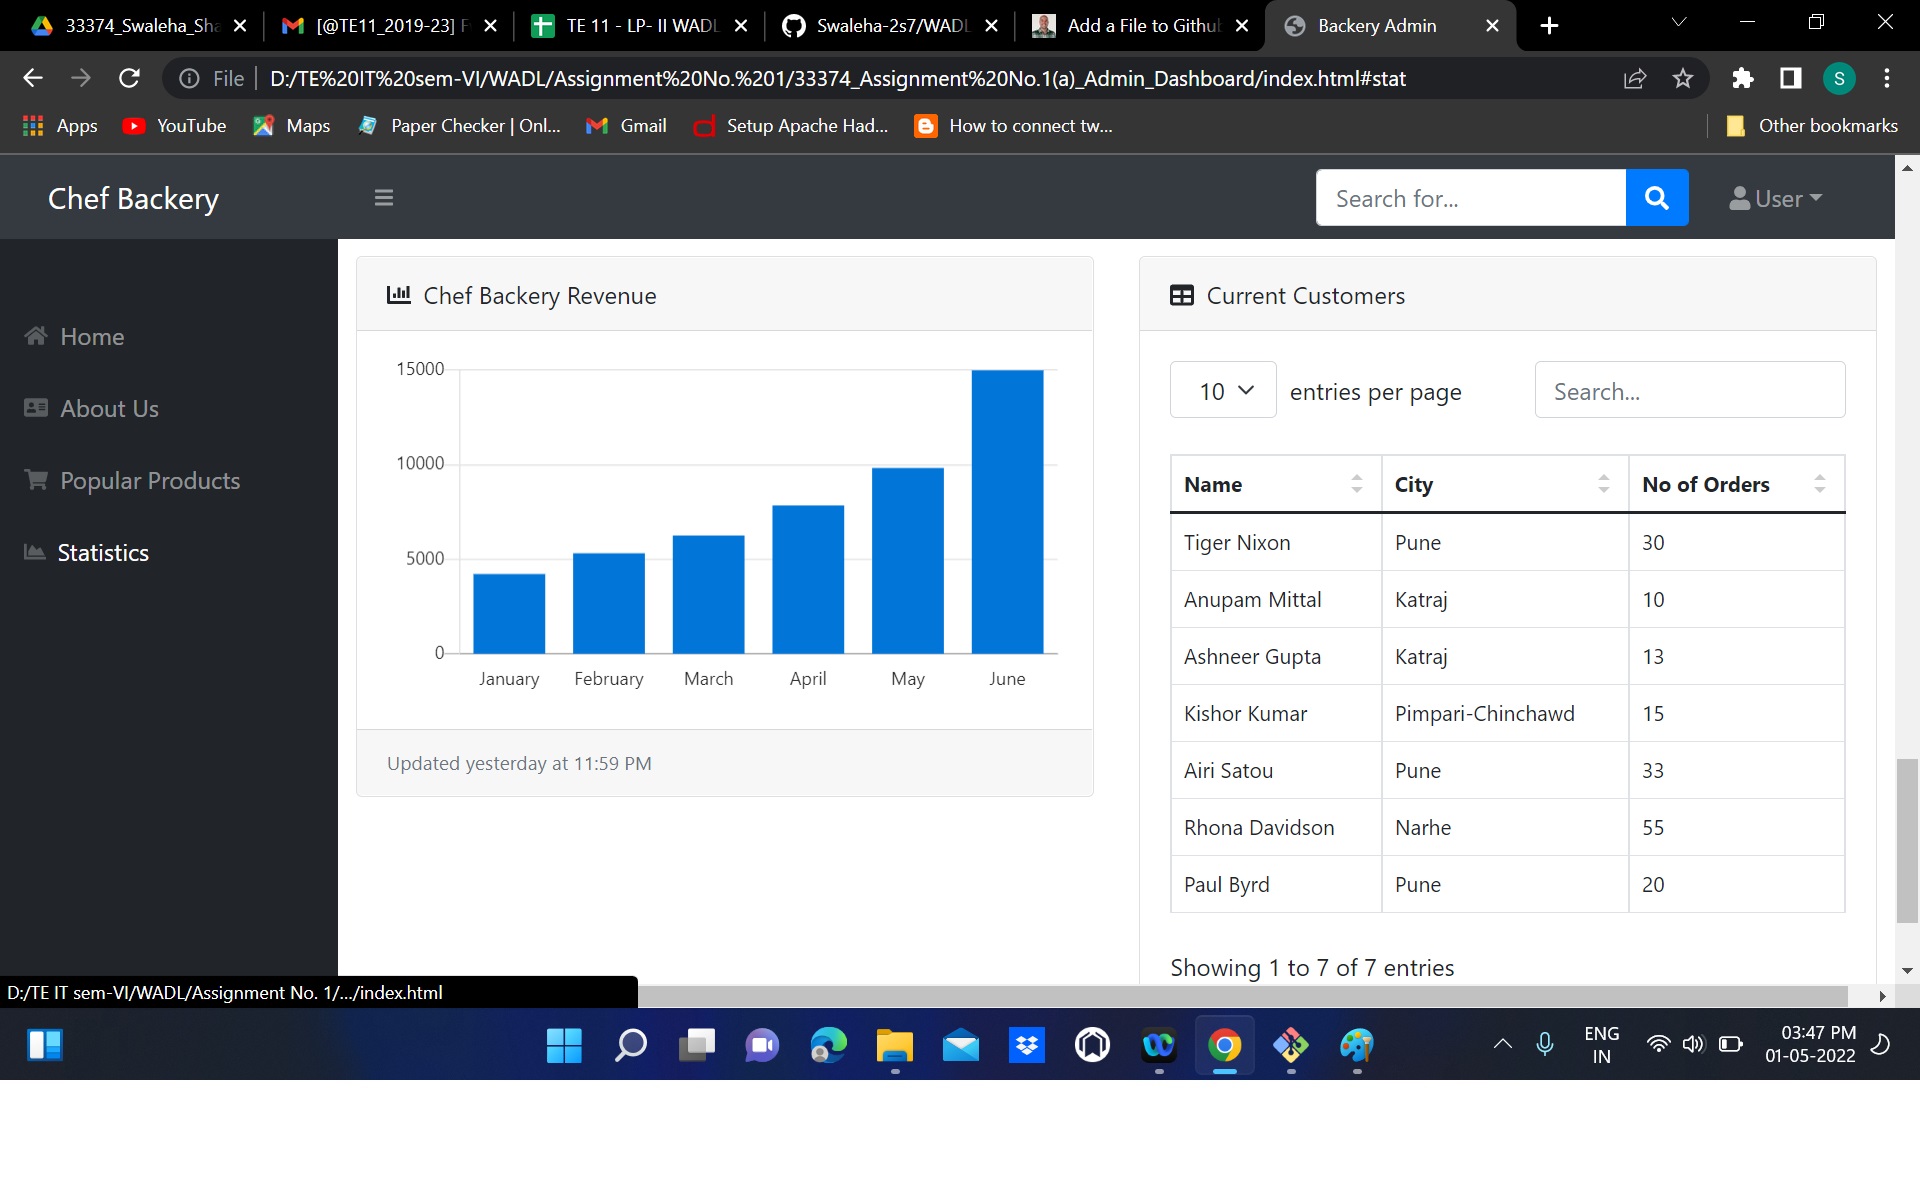 33374_Swaleha_Sha
[@TE11_2019-23] F
TE 11 - LP- II WADL
Swaleha-2s7/WADL
Add a File to Github
Backery Admin
File
D:/TE%20IT%20sem-VI/WADL/Assignment%20No.%201/33374_Assignment%20No.1(a)_Admin_Dashboard/index.html#stat
S
Apps
YouTube
Maps
Paper Checker | Onl...
Gmail
Setup Apache Had...
How to connect tw...
Other bookmarks
Chef Backery
Search for...
User
Home
About Us
Popular Products
Statistics
Chef Backery Revenue
15000
10000
5000
0
January February March April May June
Updated yesterday at 11:59 PM
Current Customers
10 entries per page
Search...
Name City No of Orders
Tiger Nixon Pune 30
Anupam Mittal Katraj 10
Ashneer Gupta Katraj 13
Kishor Kumar Pimpari-Chinchawd 15
Airi Satou Pune 33
Rhona Davidson Narhe 55
Paul Byrd Pune 20
Showing 1 to 7 of 7 entries
D:/TE IT sem-VI/WADL/Assignment No. 1/.../index.html
ENG
IN
03:47 PM
01-05-2022